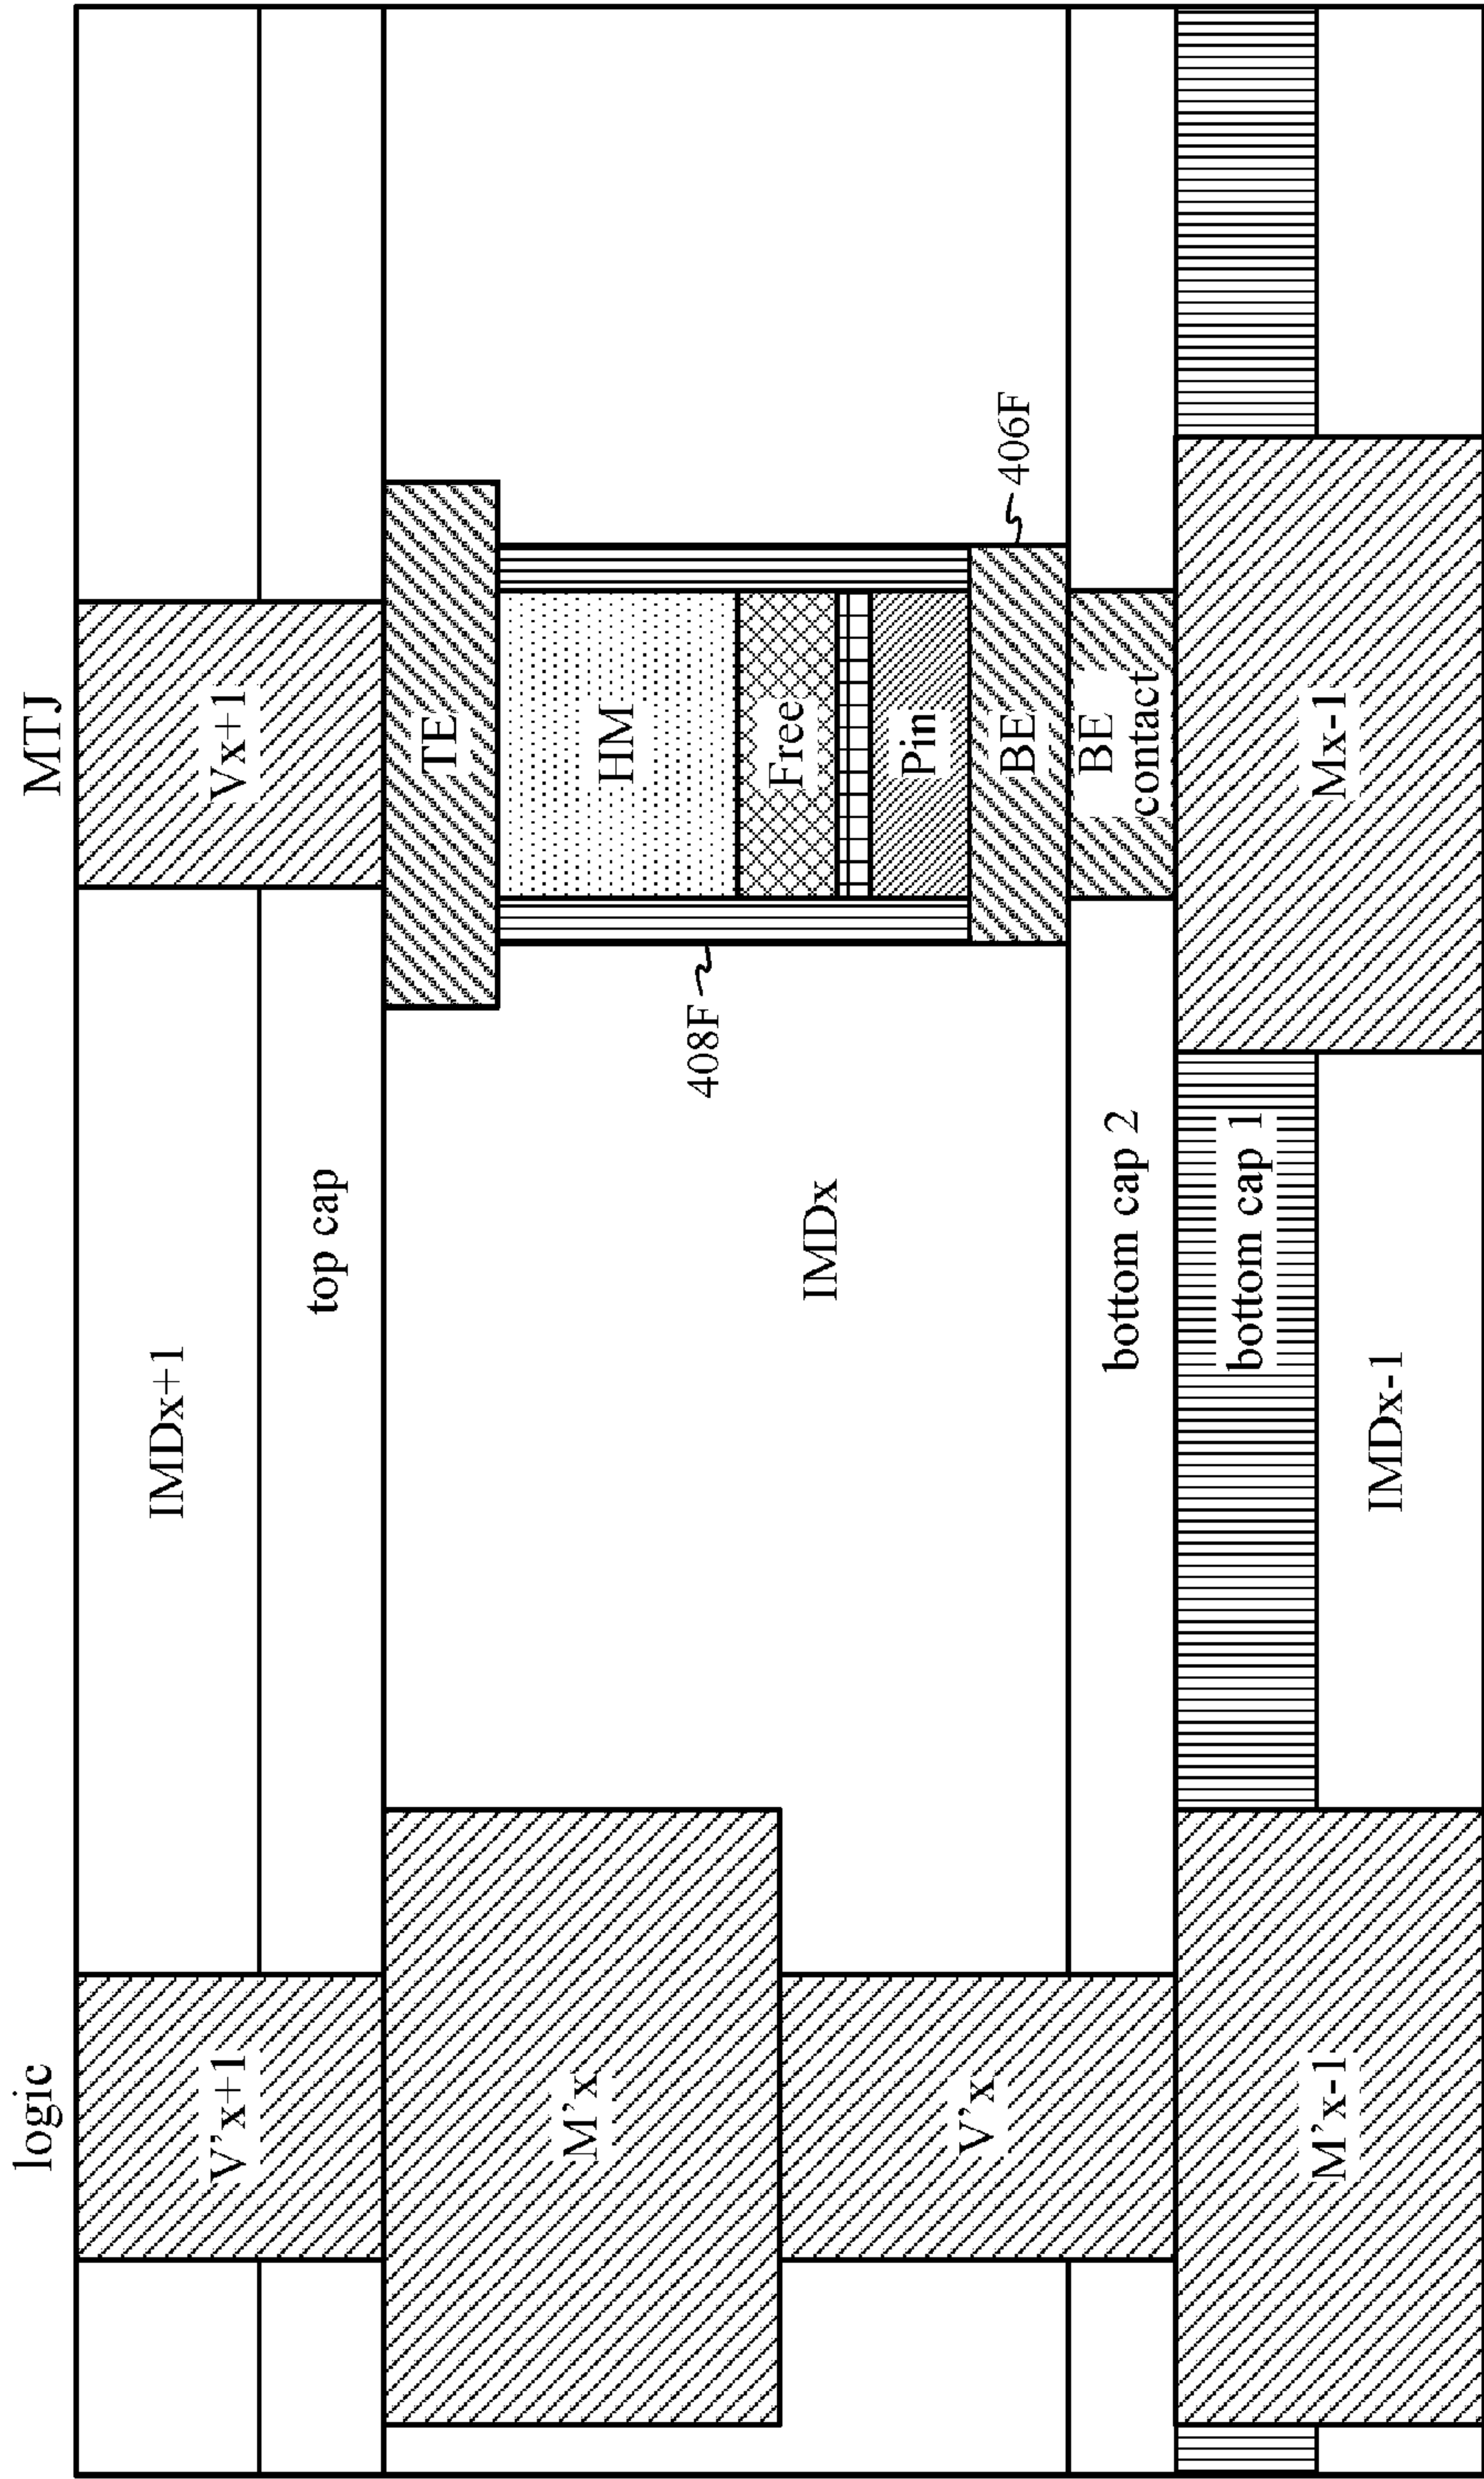 logic
MTJ
V'x+1
IMDx+1
Vx+1
top cap
TE
M'x
HM
408F
Free
IMDx
Pin
V'x
BE
406F
bottom cap 2
BE
contact
bottom cap 1
M'x-1
IMDx-1
Mx-1